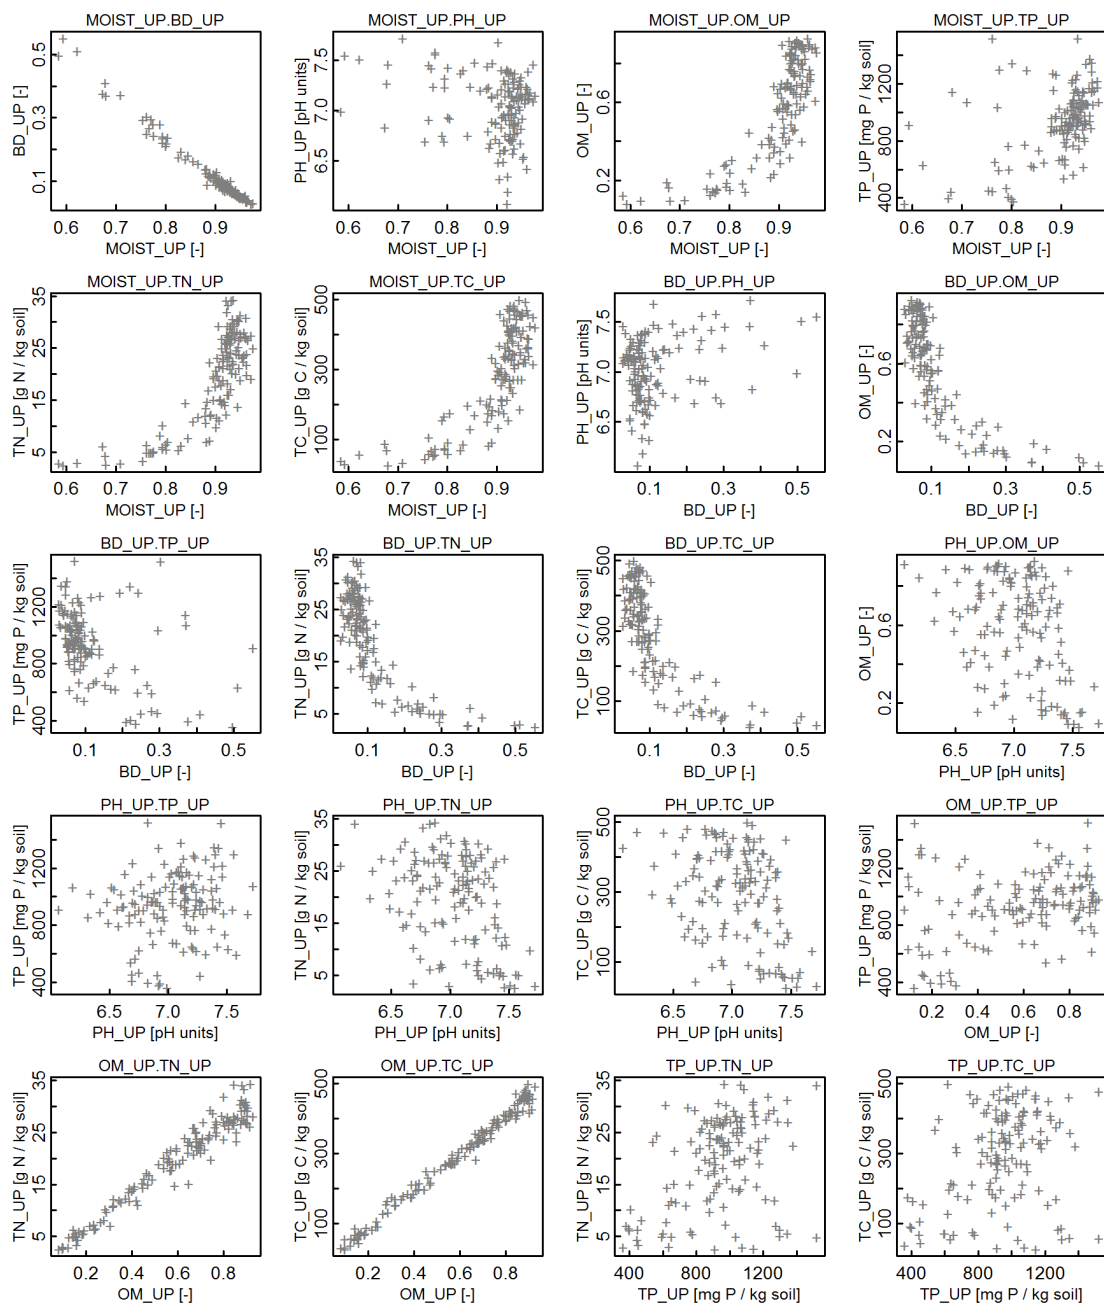 MOIST_UP.BD_UP
BD_UP [-]
0.1 0.3 0.5
0.6 0.7 0.8 0.9
MOIST_UP [-]
MOIST_UP.PH_UP
PH_UP [pH units]
6.5 7.0 7.5
0.6 0.7 0.8 0.9
MOIST_UP [-]
MOIST_UP.OM_UP
OM_UP [-]
0.2 0.6
0.6 0.7 0.8 0.9
MOIST_UP [-]
MOIST_UP.TP_UP
TP_UP [mg P / kg soil]
400 800 1200
0.6 0.7 0.8 0.9
MOIST_UP [-]
MOIST_UP.TN_UP
TN_UP [g N / kg soil]
5 15 25 35
0.6 0.7 0.8 0.9
MOIST_UP [-]
MOIST_UP.TC_UP
TC_UP [g C / kg soil]
100 300 500
0.6 0.7 0.8 0.9
MOIST_UP [-]
BD_UP.PH_UP
PH_UP [pH units]
6.5 7.0 7.5
0.1 0.3 0.5
BD_UP [-]
BD_UP.OM_UP
OM_UP [-]
0.2 0.6
0.1 0.3 0.5
BD_UP [-]
BD_UP.TP_UP
TP_UP [mg P / kg soil]
400 800 1200
0.1 0.3 0.5
BD_UP [-]
BD_UP.TN_UP
TN_UP [g N / kg soil]
5 15 25 35
0.1 0.3 0.5
BD_UP [-]
BD_UP.TC_UP
TC_UP [g C / kg soil]
100 300 500
0.1 0.3 0.5
BD_UP [-]
PH_UP.OM_UP
OM_UP [-]
0.2 0.6
6.5 7.0 7.5
PH_UP [pH units]
PH_UP.TP_UP
TP_UP [mg P / kg soil]
400 800 1200
6.5 7.0 7.5
PH_UP [pH units]
PH_UP.TN_UP
TN_UP [g N / kg soil]
5 15 25 35
6.5 7.0 7.5
PH_UP [pH units]
PH_UP.TC_UP
TC_UP [g C / kg soil]
100 300 500
6.5 7.0 7.5
PH_UP [pH units]
OM_UP.TP_UP
TP_UP [mg P / kg soil]
400 800 1200
0.2 0.4 0.6 0.8
OM_UP [-]
OM_UP.TN_UP
TN_UP [g N / kg soil]
5 15 25 35
0.2 0.4 0.6 0.8
OM_UP [-]
OM_UP.TC_UP
TC_UP [g C / kg soil]
100 300 500
0.2 0.4 0.6 0.8
OM_UP [-]
TP_UP.TN_UP
TN_UP [g N / kg soil]
5 15 25 35
400 800 1200
TP_UP [mg P / kg soil]
TP_UP.TC_UP
TC_UP [g C / kg soil]
100 300 500
400 800 1200
TP_UP [mg P / kg soil]